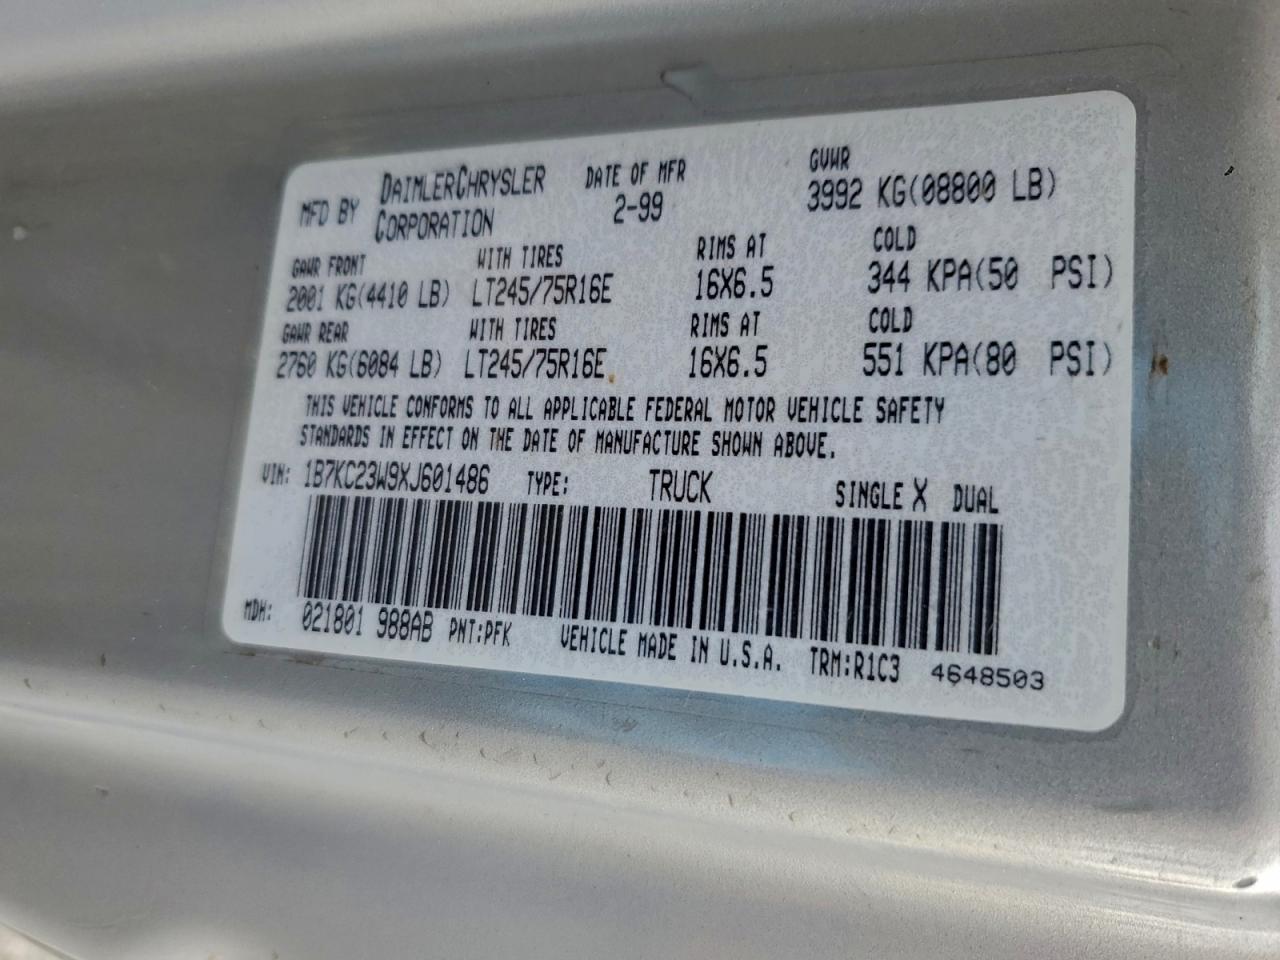 MFD BY DAIMLERCHRYSLER CORPORATION DATE OF MFR 2-99 GVWR 3992 KG(08800 LB)
GAWR FRONT WITH TIRES RIMS AT COLD
2001 KG(4410 LB) LT245/75R16E 16X6.5 344 KPA(50 PSI)
GAWR REAR WITH TIRES RIMS AT COLD
2760 KG(6084 LB) LT245/75R16E 16X6.5 551 KPA(80 PSI)
THIS VEHICLE CONFORMS TO ALL APPLICABLE FEDERAL MOTOR VEHICLE SAFETY
STANDARDS IN EFFECT ON THE DATE OF MANUFACTURE SHOWN ABOVE.
VIN: 1B7KC23W9XJ601486 TYPE: TRUCK SINGLE X DUAL
MDH: 021801 988AB PNT:PFK VEHICLE MADE IN U.S.A. TRM:R1C3 4648503